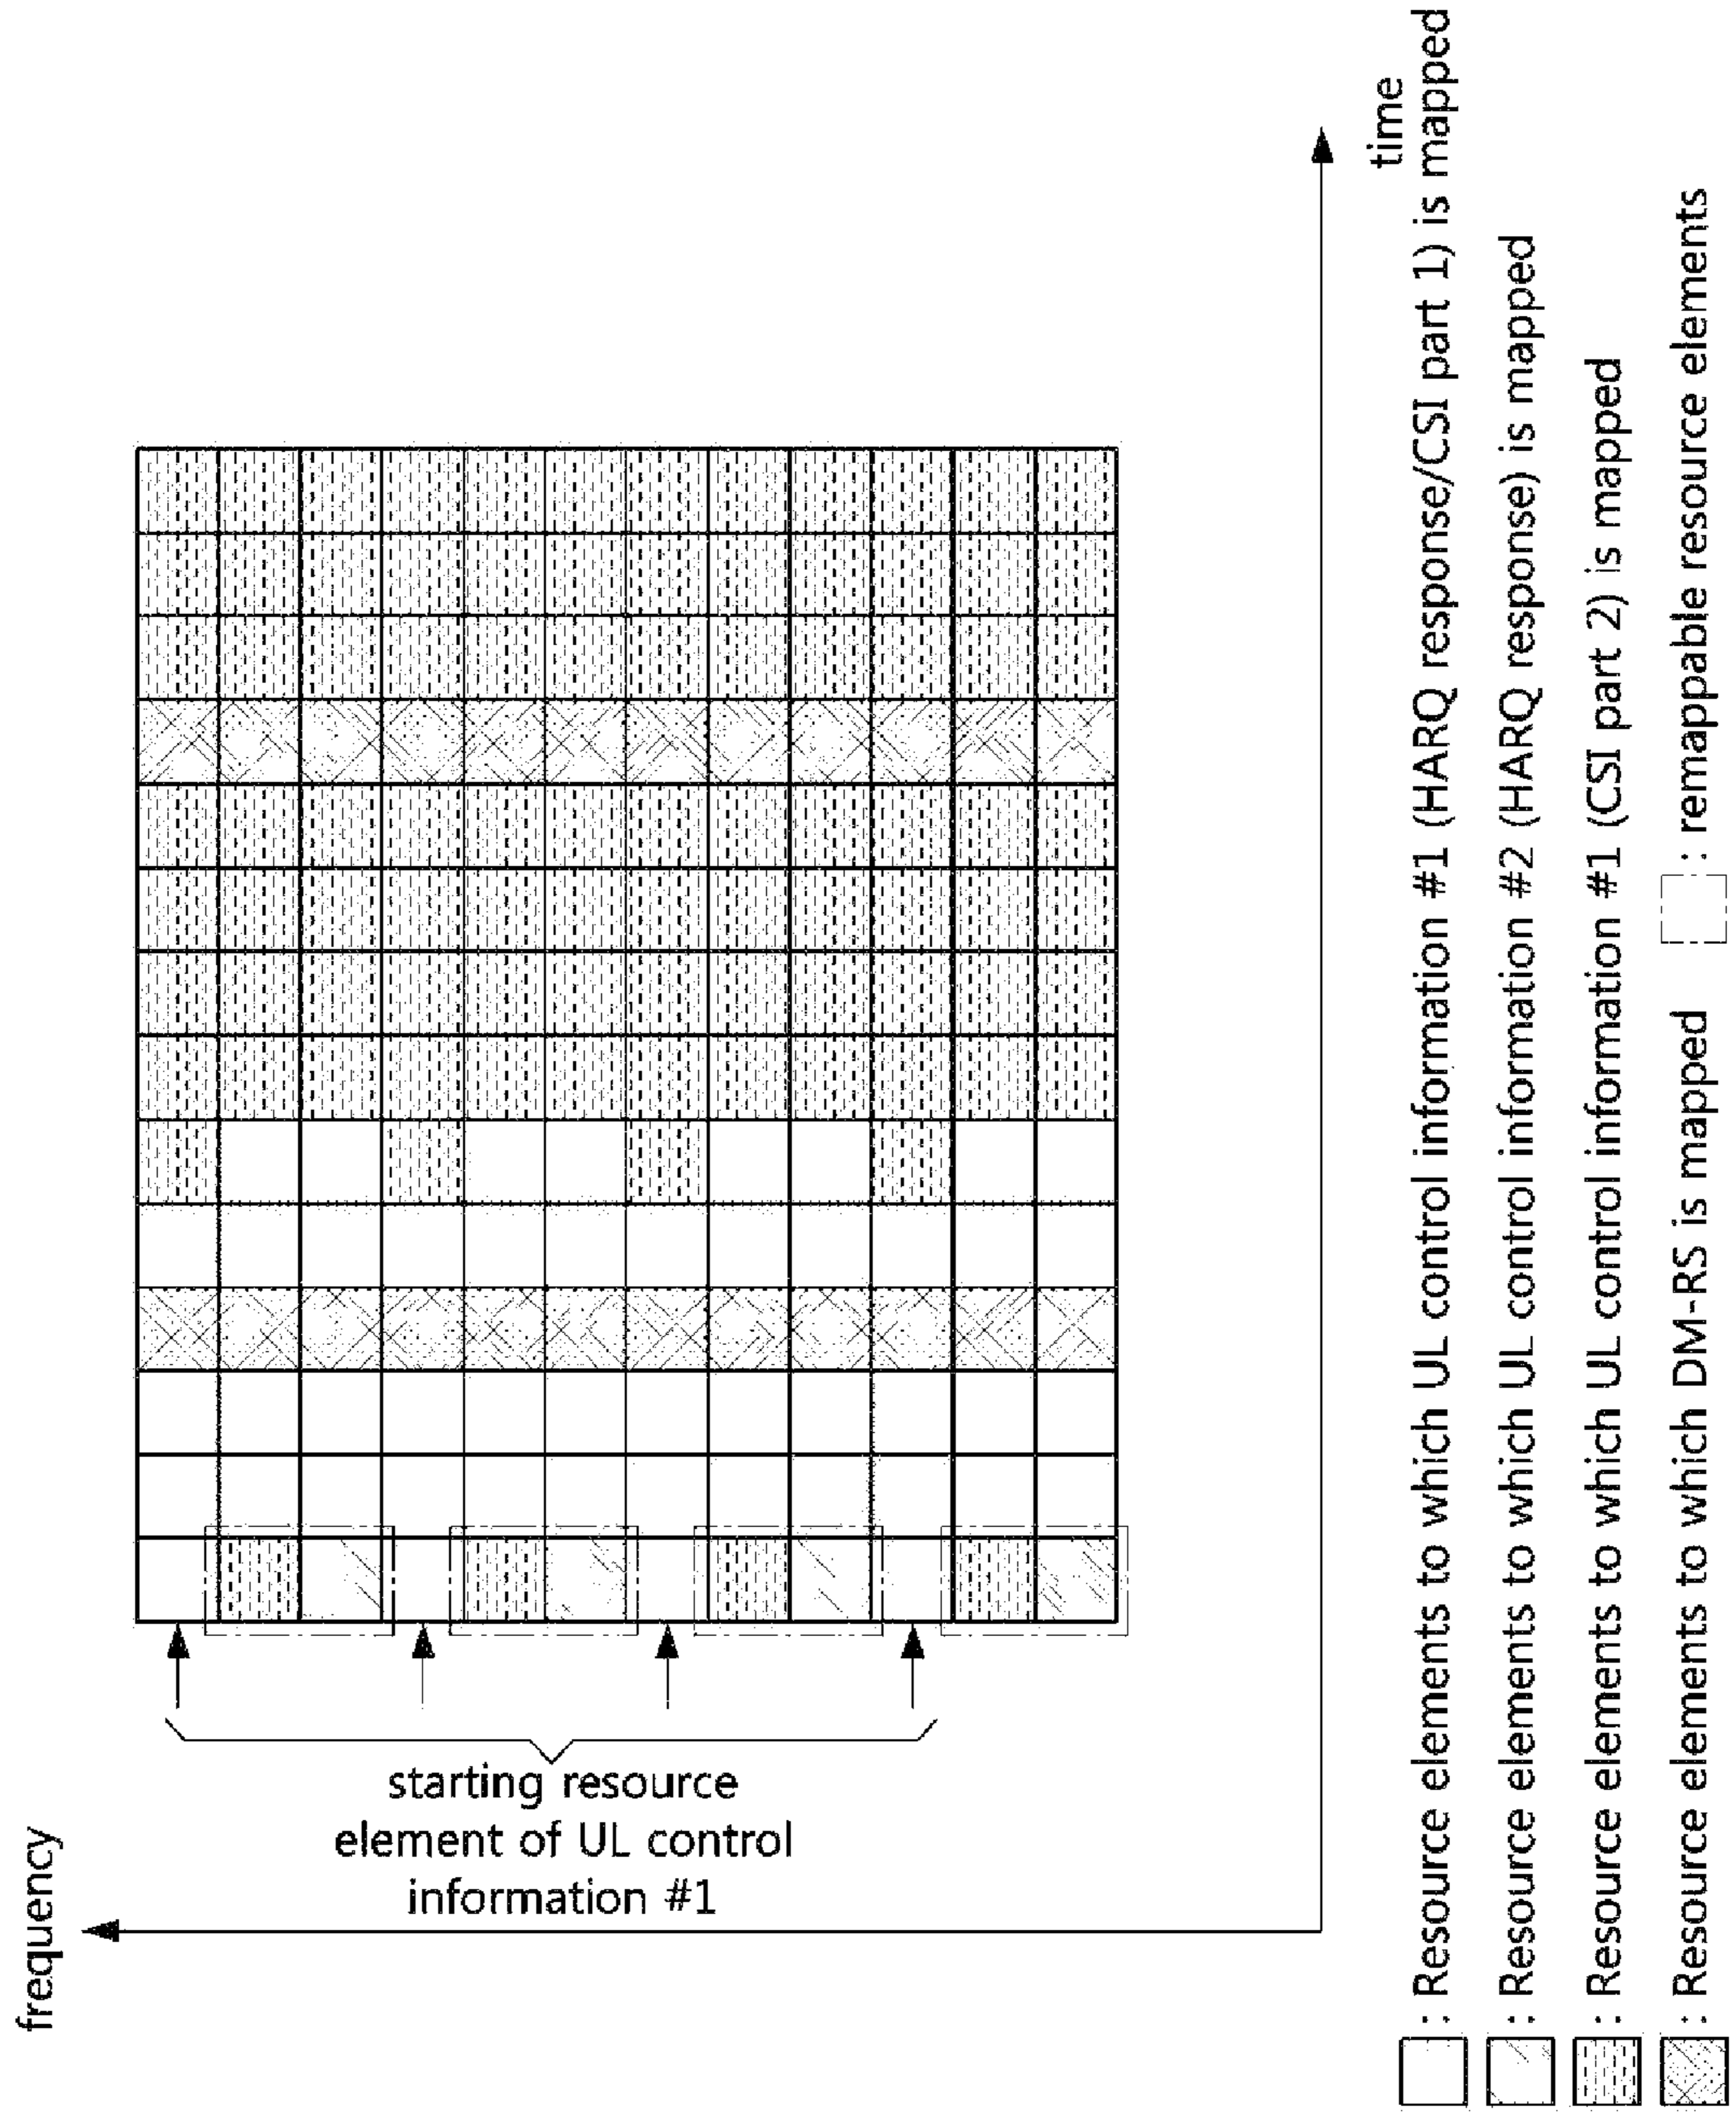 frequency
starting resource
element of UL control
information #1
time
: Resource elements to which UL control information #1 (HARQ response/CSI part 1) is mapped
: Resource elements to which UL control information #2 (HARQ response) is mapped
: Resource elements to which UL control information #1 (CSI part 2) is mapped
: Resource elements to which DM-RS is mapped : remappable resource elements